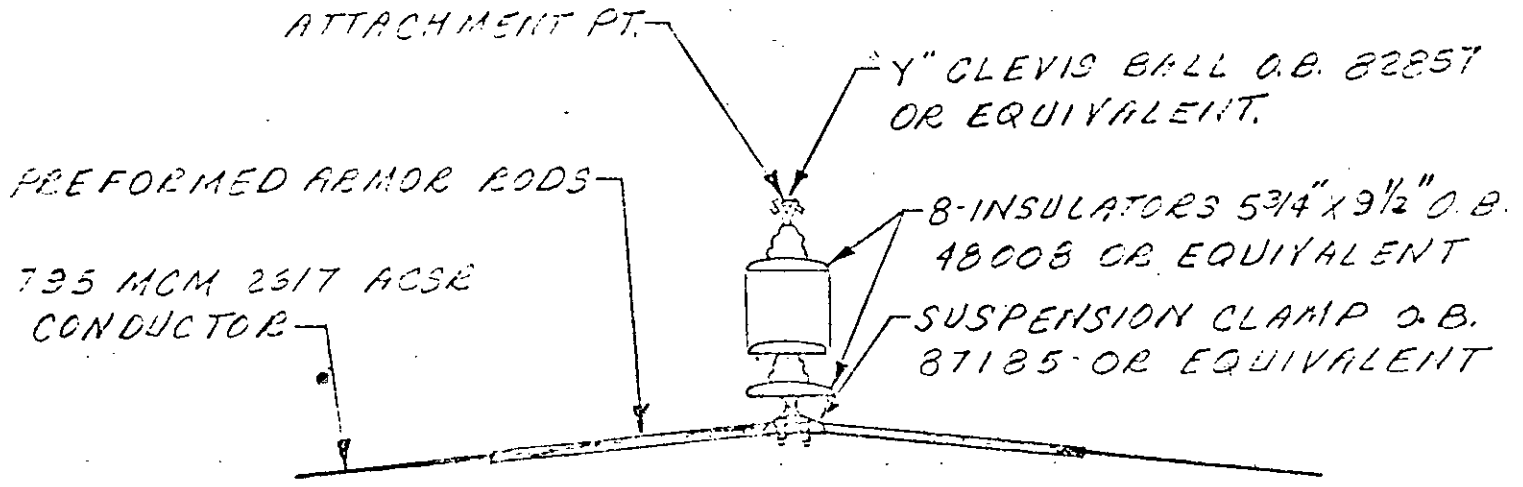 ATTACHMENT PT.
"Y" CLEVIS BALL O.B. 82857
OR EQUIVALENT.
PREFORMED ARMOR RODS
8-INSULATORS 5 3/4" X 9 1/2" O.B.
48008 OR EQUIVALENT
795 MCM 26/7 ACSR
CONDUCTOR
SUSPENSION CLAMP O.B.
87185-OR EQUIVALENT